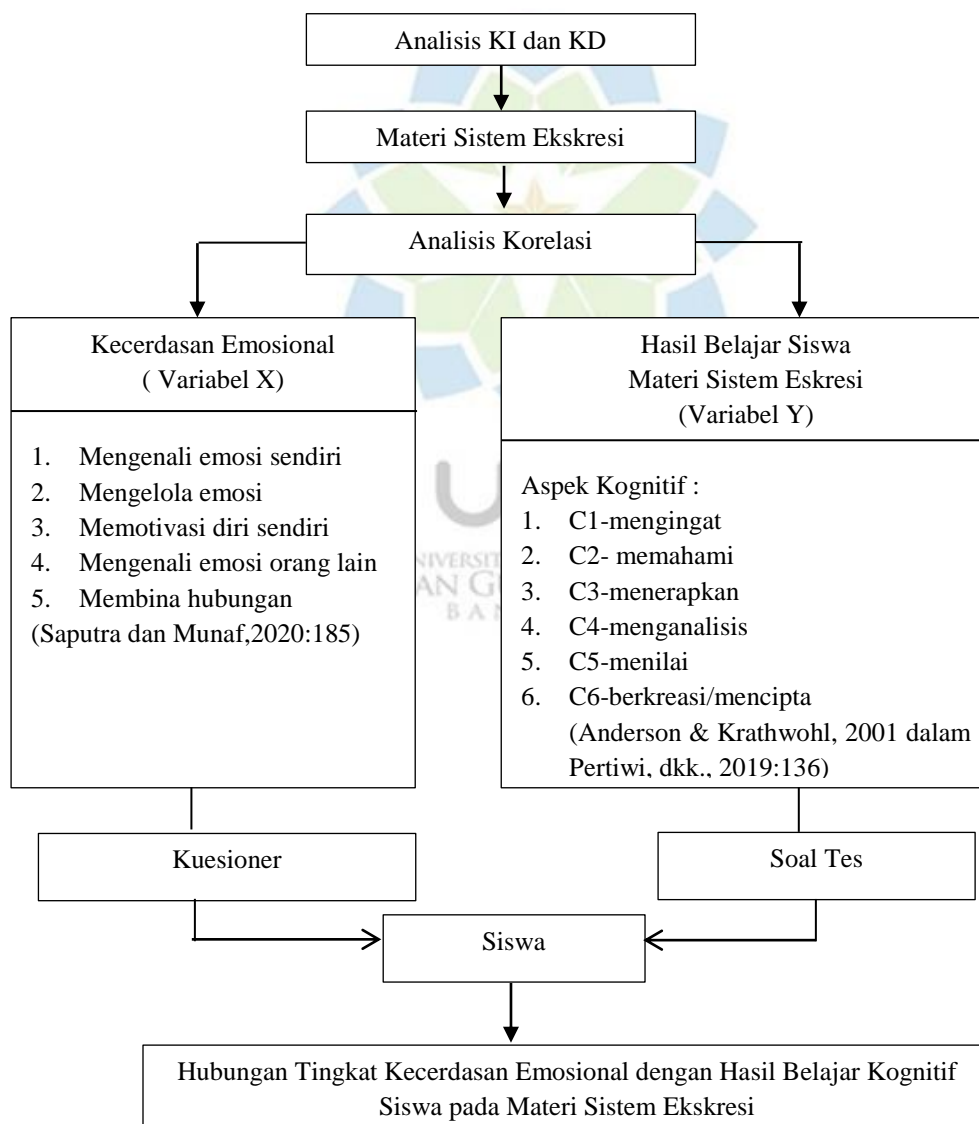 Analisis KI dan KD
Materi Sistem Ekskresi
Analisis Korelasi
Kecerdasan Emosional
( Variabel X)
1. Mengenali emosi sendiri
2. Mengelola emosi
3. Memotivasi diri sendiri
4. Mengenali emosi orang lain
5. Membina hubungan
(Saputra dan Munaf,2020:185)
Hasil Belajar Siswa
Materi Sistem Eskresi
(Variabel Y)
Aspek Kognitif :
1. C1-mengingat
2. C2- memahami
3. C3-menerapkan
4. C4-menganalisis
5. C5-menilai
6. C6-berkreasi/mencipta
(Anderson & Krathwohl, 2001 dalam
Pertiwi, dkk., 2019:136)
Kuesioner
Soal Tes
Siswa
Hubungan Tingkat Kecerdasan Emosional dengan Hasil Belajar Kognitif
Siswa pada Materi Sistem Ekskresi